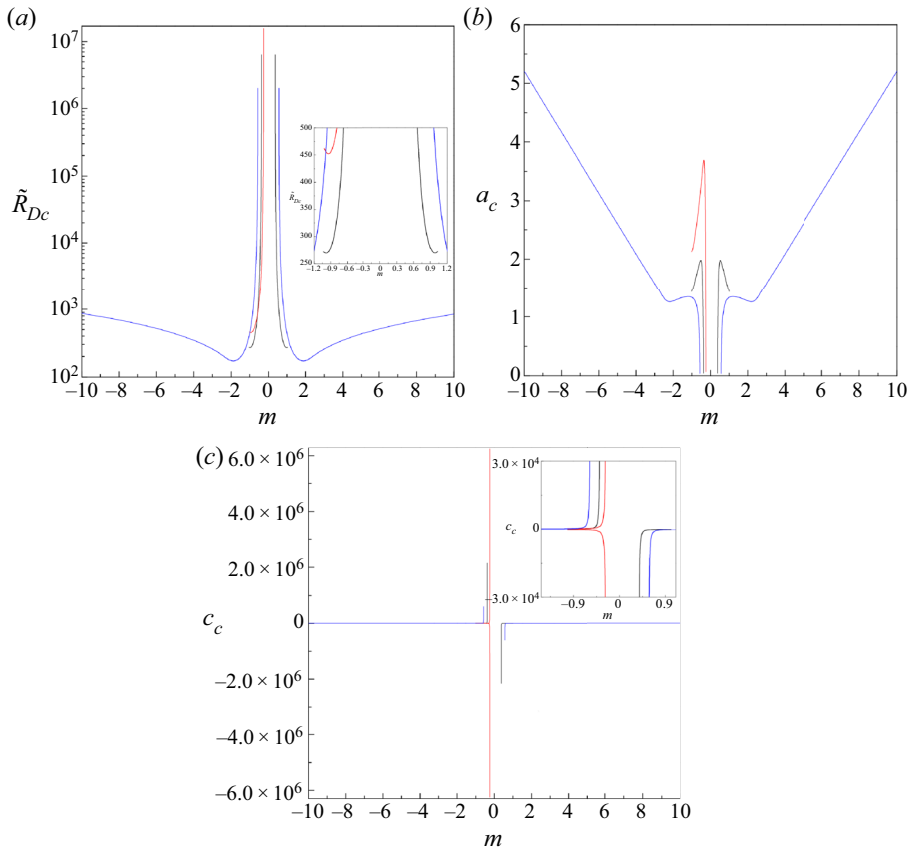 (a)
10^7
10^6
10^5
10^4
10^3
10^2
R̃_Dc
–10 –8 –6 –4 –2 0 2 4 6 8 10
m
500
450
400
350
300
250
R̃_Dc
–1.2 –0.9 –0.6 –0.3 0 0.3 0.6 0.9 1.2
m
(b)
6
5
4
3
2
1
0
a_c
–10 –8 –6 –4 –2 0 2 4 6 8 10
m
(c)
6.0 × 10^6
4.0 × 10^6
2.0 × 10^6
0
–2.0 × 10^6
–4.0 × 10^6
–6.0 × 10^6
c_c
–10 –8 –6 –4 –2 0 2 4 6 8 10
m
3.0 × 10^4
0
–3.0 × 10^4
c_c
–0.9 0 0.9
m